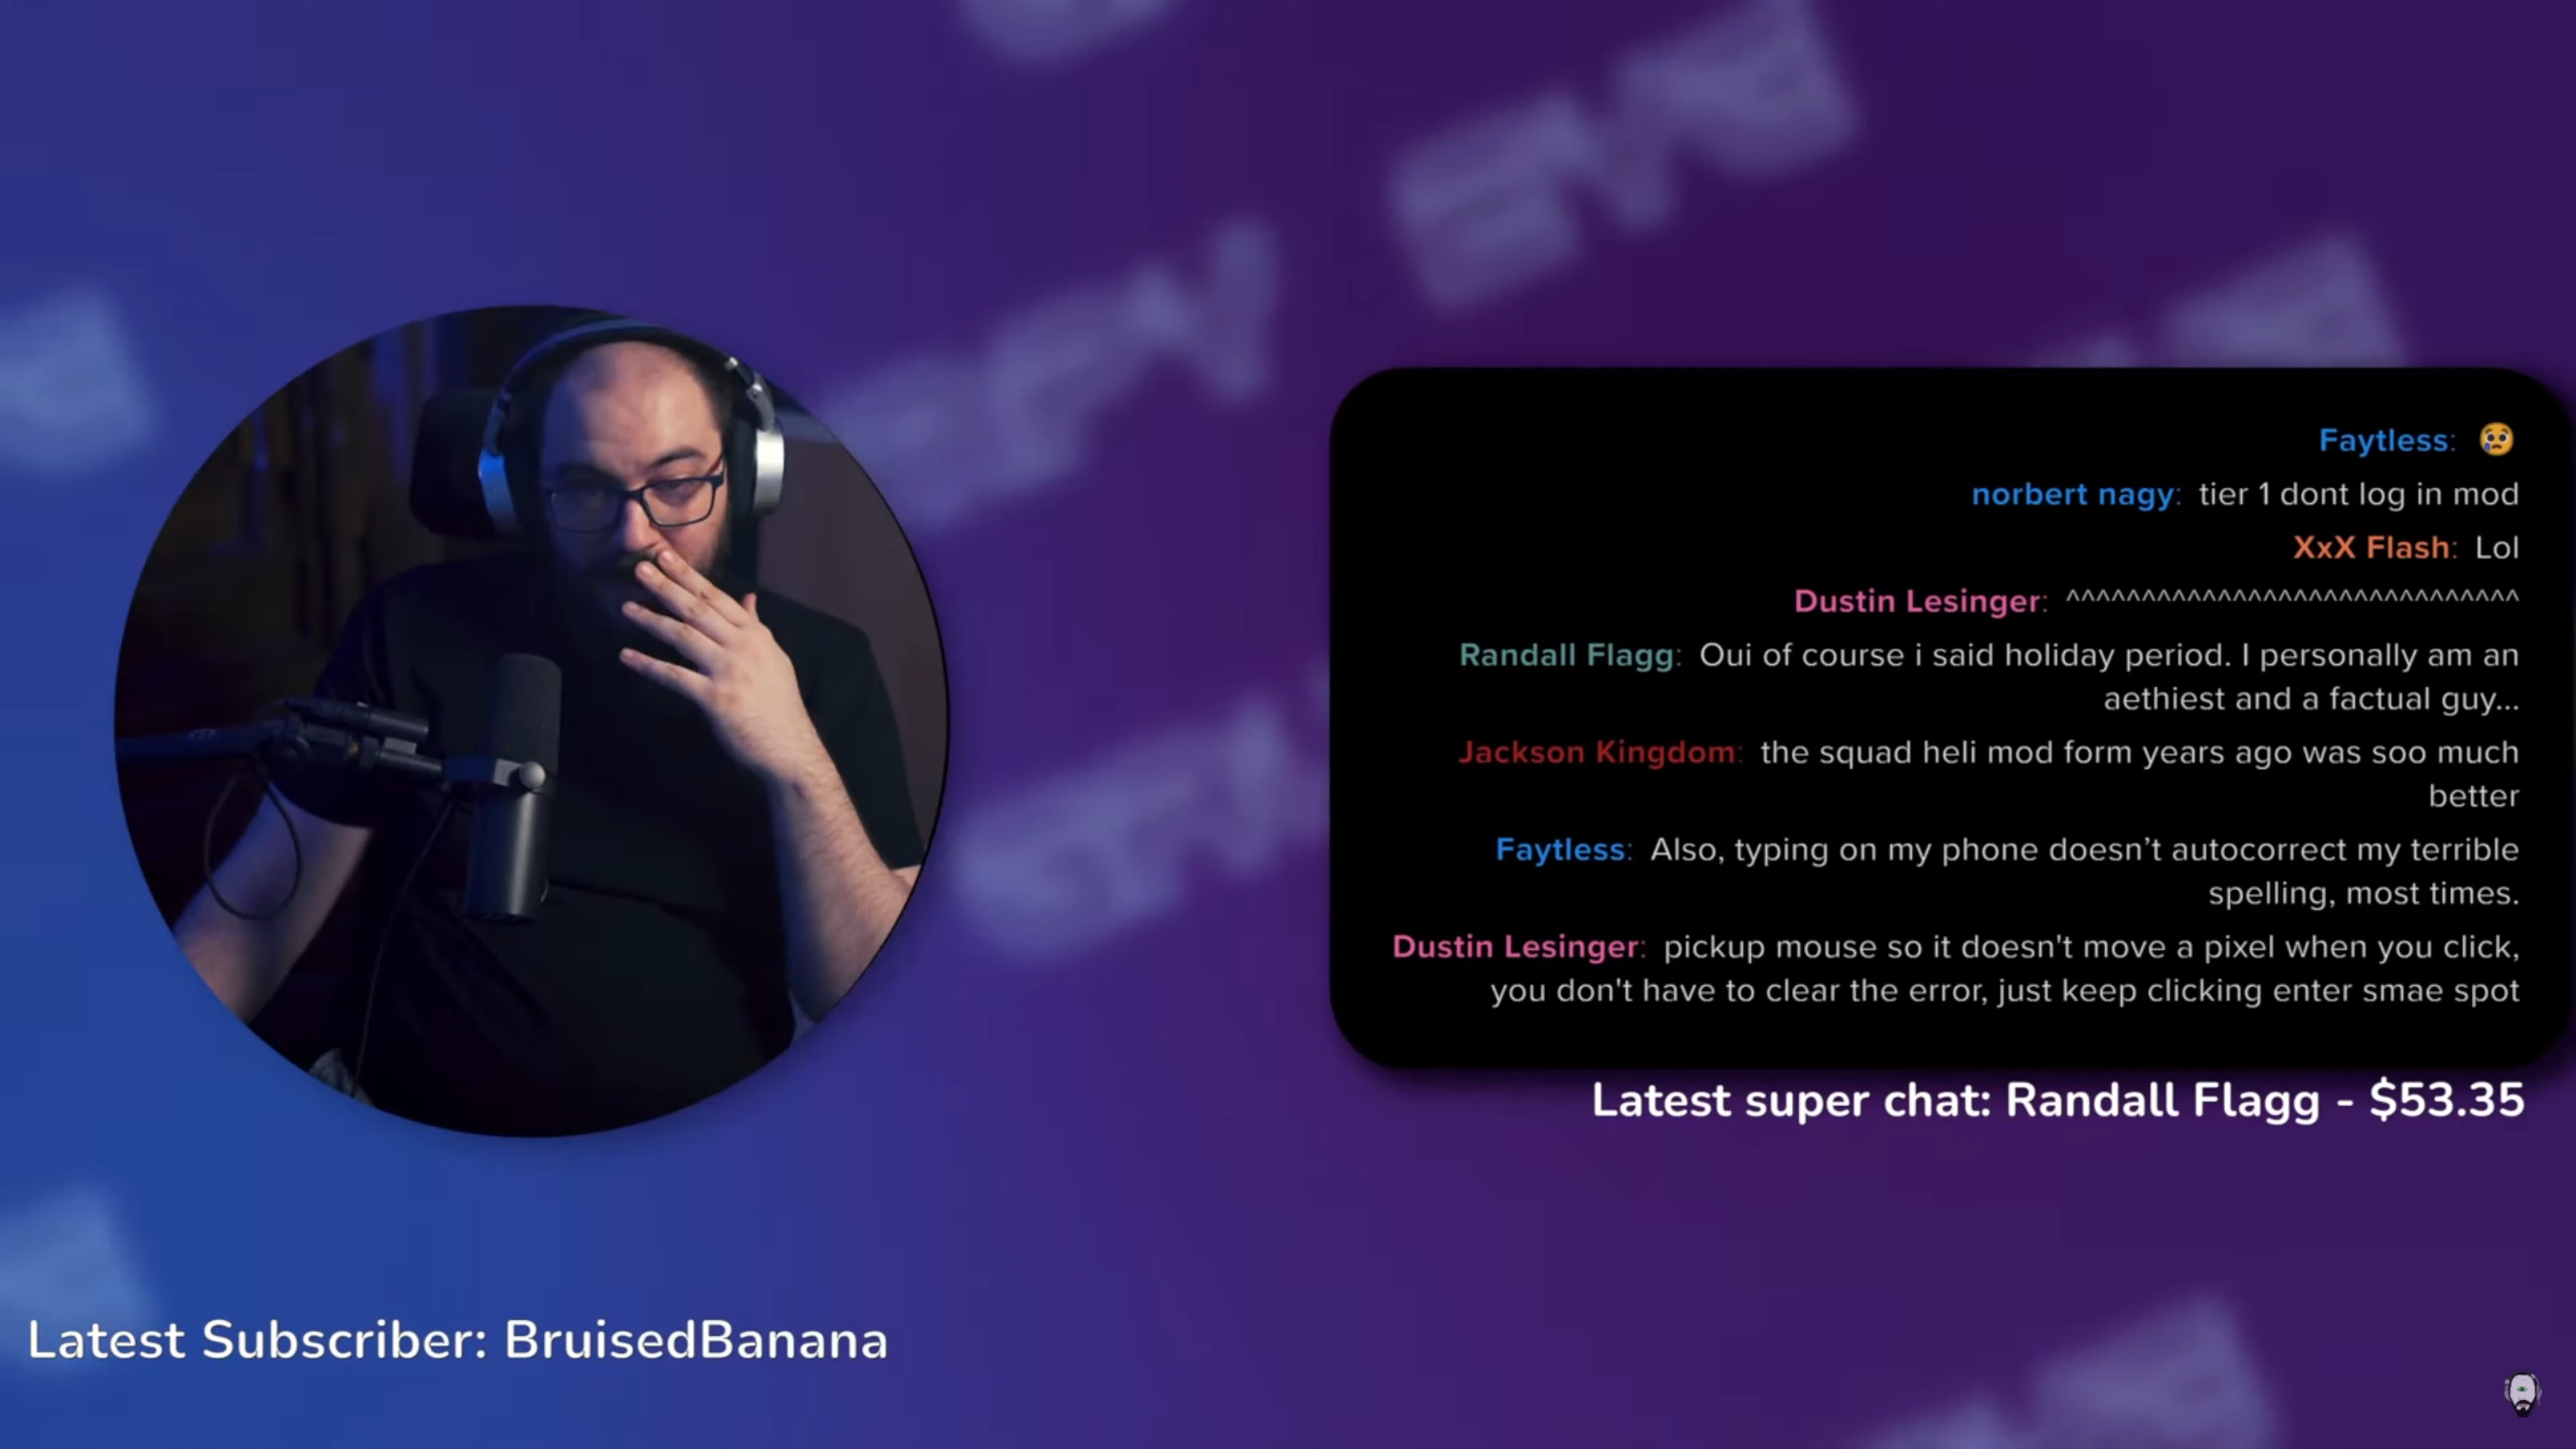 Faytless: 😢
norbert nagy: tier 1 dont log in mod
XxX Flash: Lol
Dustin Lesinger: ^^^^^^^^^^^^^^^^^^^^^^^^^^^^^^
Randall Flagg: Oui of course i said holiday period. I personally am an
aethiest and a factual guy...
Jackson Kingdom: the squad heli mod form years ago was soo much
better
Faytless: Also, typing on my phone doesn’t autocorrect my terrible
spelling, most times.
Dustin Lesinger: pickup mouse so it doesn't move a pixel when you click,
you don't have to clear the error, just keep clicking enter smae spot
Latest super chat: Randall Flagg - $53.35
Latest Subscriber: BruisedBanana